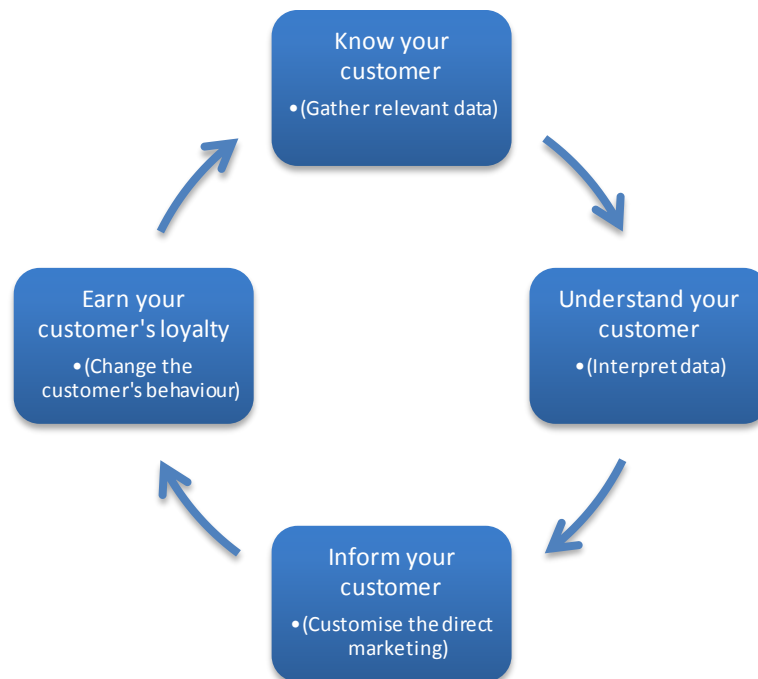 Know your
customer
•(Gather relevant data)
Understand your
customer
•(Interpret data)
Inform your
customer
•(Customise the direct
marketing)
Earn your
customer's loyalty
•(Change the
customer's behaviour)